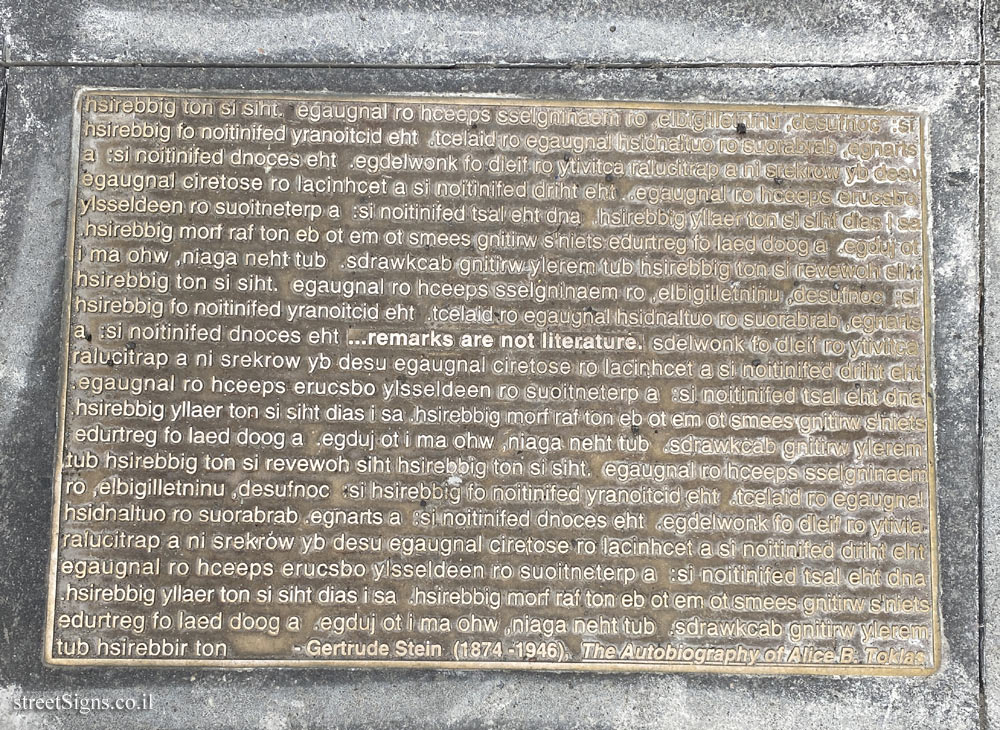 hsirebbig ton si siht.  egaugnal ro hceeps sselgninaem ro ,elbigilletninu ,desufnoc  :si
hsirebbig fo noitinifed yranoitcid eht  .tcelaid ro egaugnal hsidnaltuo ro suorabrab ,egnarts
a  :si noitinifed dnoces eht  .egdelwonk fo dleif ro ytivitca ralucitrap a ni srekrow yb desu
egaugnal ciretose ro lacinhcet a si noitinifed driht eht  .egaugnal ro hceeps erucsbo
ylsseldeen ro suoitneterp a  :si noitinifed tsal eht dna  .hsirebbig yllaer ton si siht dias i sa
.hsirebbig morf raf ton eb ot em ot smees gnitirw s'niets edurtreg fo laed doog a  .egduj ot
i ma ohw ,niaga neht tub  .sdrawkcab gnitirw ylerem tub hsirebbig ton si revewoh siht
hsirebbig ton si siht.  egaugnal ro hceeps sselgninaem ro ,elbigilletninu ,desufnoc  :si
hsirebbig fo noitinifed yranoitcid eht  .tcelaid ro egaugnal hsidnaltuo ro suorabrab ,egnarts
a  :si noitinifed dnoces eht ...remarks are not literature. sdelwonk fo dleif ro ytivitca
ralucitrap a ni srekrow yb desu egaugnal ciretose ro lacinhcet a si noitinifed driht eht
.egaugnal ro hceeps erucsbo ylsseldeen ro suoitneterp a  :si noitinifed tsal eht dna
.hsirebbig yllaer ton si siht dias i sa .hsirebbig morf raf ton eb ot em ot smees gnitirw s'niets
edurtreg fo laed doog a  .egduj ot i ma ohw ,niaga neht tub  .sdrawkcab gnitirw ylerem
tub hsirebbig ton si revewoh siht hsirebbig ton si siht.  egaugnal ro hceeps sselgninaem
ro ,elbigilletninu ,desufnoc  :si hsirebbig fo noitinifed yranoitcid eht  .tcelaid ro egaugnal
hsidnaltuo ro suorabrab .egnarts a  :si noitinifed dnoces eht  .egdelwonk fo dleif ro ytivia
ralucitrap a ni srekrow yb desu egaugnal ciretose ro lacinhcet a si noitinifed driht eht
egaugnal ro hceeps erucsbo ylsseldeen ro suoitneterp a  :si noitinifed tsal eht dna
.hsirebbig yllaer ton si siht dias i sa  .hsirebbig morf raf ton eb ot em ot smees gnitirw s'niets
edurtreg fo laed doog a  .egduj ot i ma ohw ,niaga neht tub  .sdrawkcab gnitirw ylerem
tub hsirebbir ton - Gertrude Stein (1874 -1946), The Autobiography of Alice B. Toklas
streetSigns.co.il